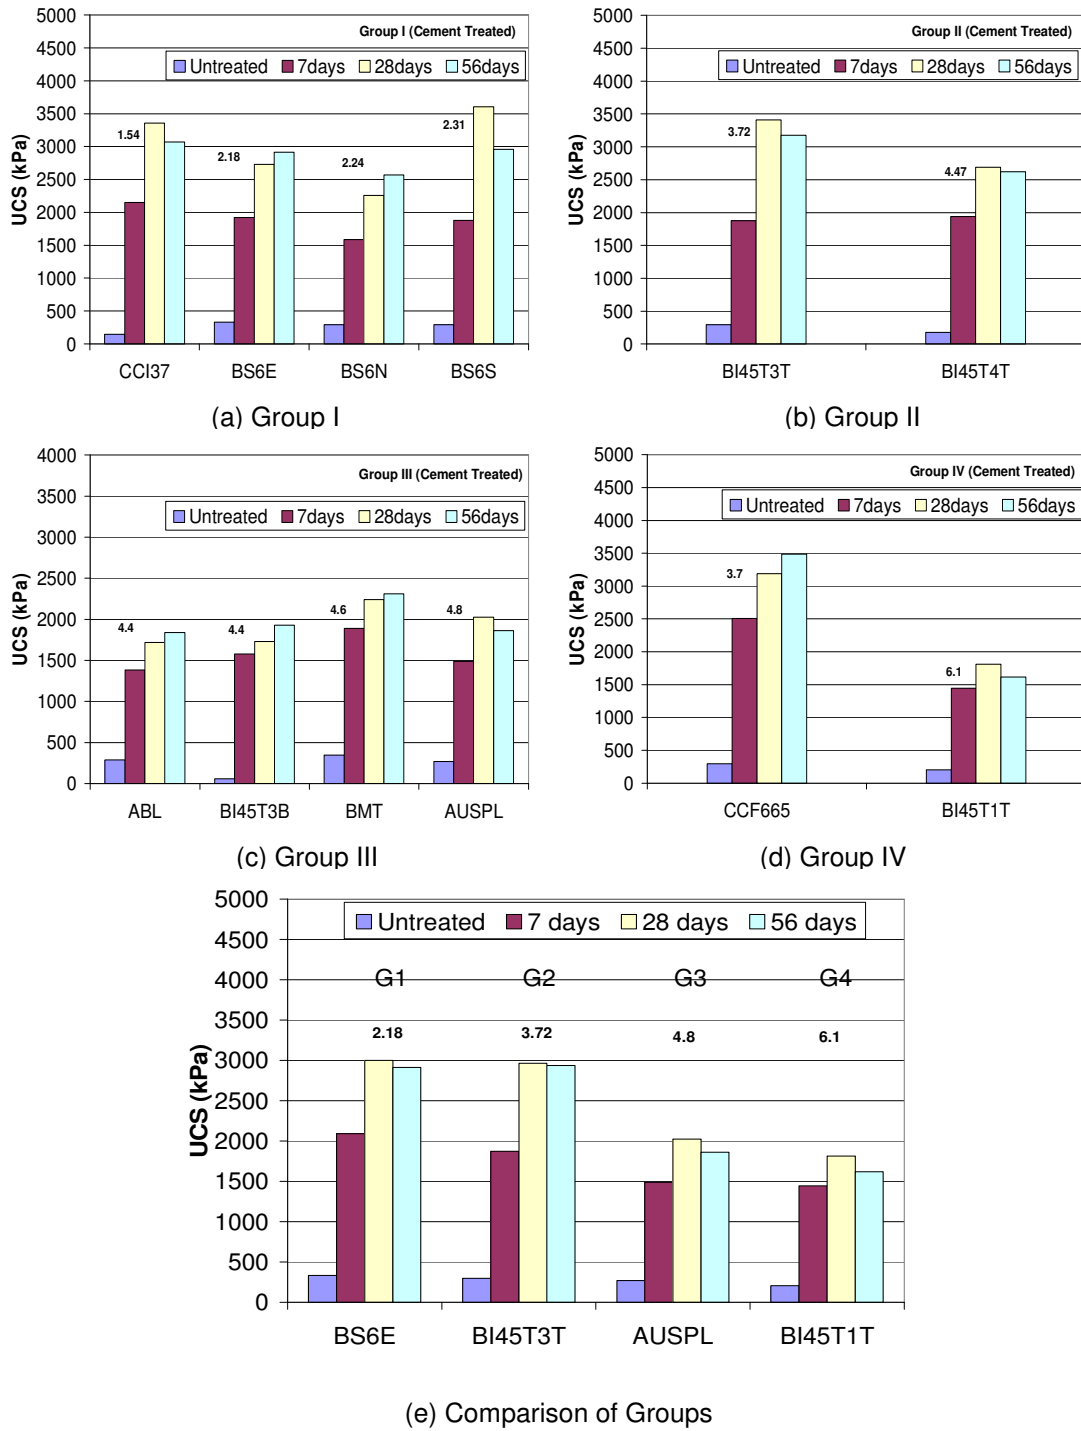 5000
4500
4000
3500
3000
2500
2000
1500
1000
500
0
UCS (kPa)
Group I (Cement Treated)
Untreated 7days 28days 56days
1.54
2.18
2.24
2.31
CCI37 BS6E BS6N BS6S
(a) Group I
5000
4500
4000
3500
3000
2500
2000
1500
1000
500
0
UCS (kPa)
Group II (Cement Treated)
Untreated 7days 28days 56days
3.72
4.47
BI45T3T BI45T4T
(b) Group II
4000
3500
3000
2500
2000
1500
1000
500
0
UCS (kPa)
Group III (Cement Treated)
Untreated 7days 28days 56days
4.4
4.4
4.6
4.8
ABL BI45T3B BMT AUSPL
(c) Group III
5000
4500
4000
3500
3000
2500
2000
1500
1000
500
0
UCS (kPa)
Group IV (Cement Treated)
Untreated 7days 28days 56days
3.7
6.1
CCF665 BI45T1T
(d) Group IV
5000
4500
4000
3500
3000
2500
2000
1500
1000
500
0
UCS (kPa)
Untreated 7 days 28 days 56 days
G1 G2 G3 G4
2.18 3.72 4.8 6.1
BS6E BI45T3T AUSPL BI45T1T
(e) Comparison of Groups